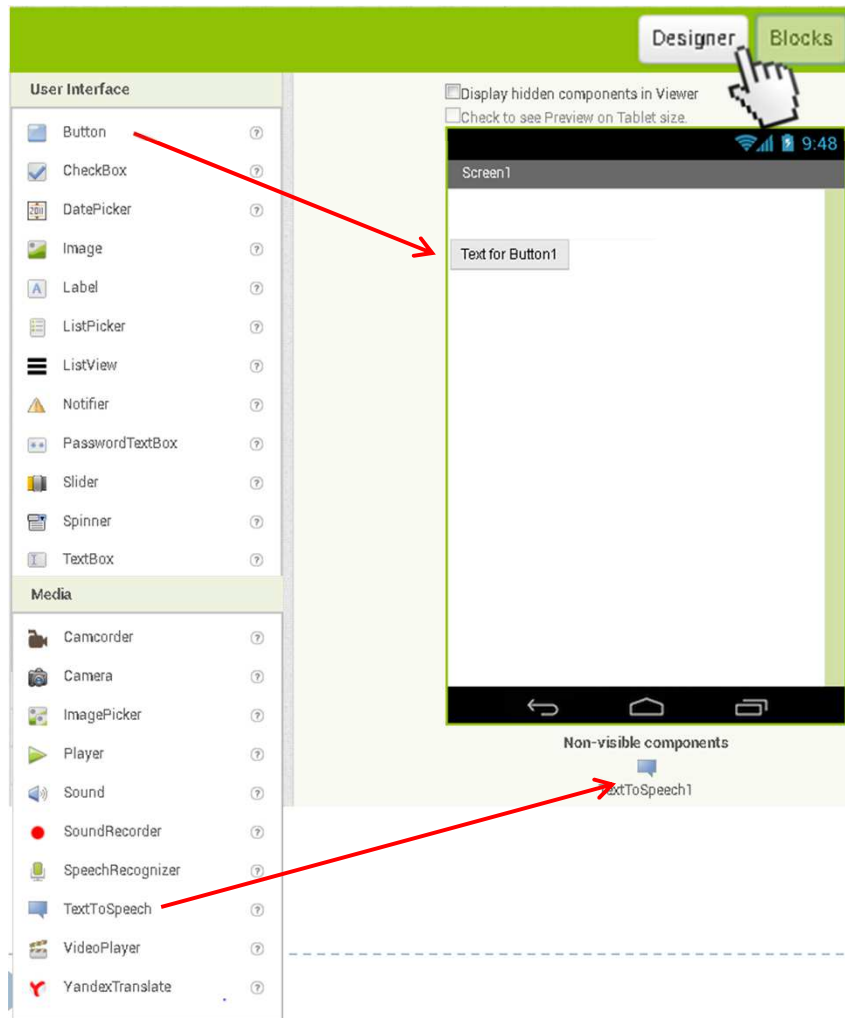 Designer
Blocks
User Interface
Button ?
CheckBox ?
2011 DatePicker ?
Image ?
A Label ?
ListPicker ?
ListView ?
Notifier ?
PasswordTextBox ?
Slider ?
Spinner ?
TextBox ?
Media
Camcorder ?
Camera ?
ImagePicker ?
Player ?
Sound ?
SoundRecorder ?
SpeechRecognizer ?
TextToSpeech ?
VideoPlayer ?
YandexTranslate ?
Display hidden components in Viewer
Check to see Preview on Tablet size.
9:48
Screen1
Text for Button1
Non-visible components
TextToSpeech1